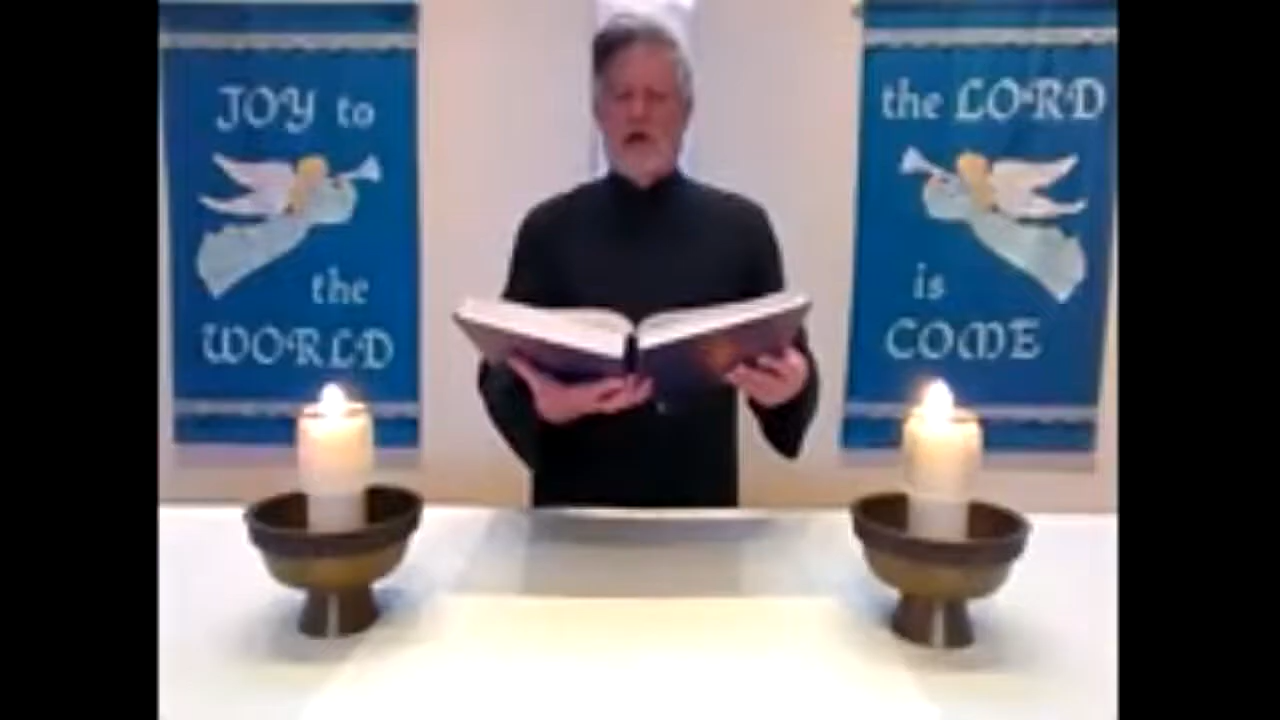 JOY to
the
WORLD
the LORD
is
COME